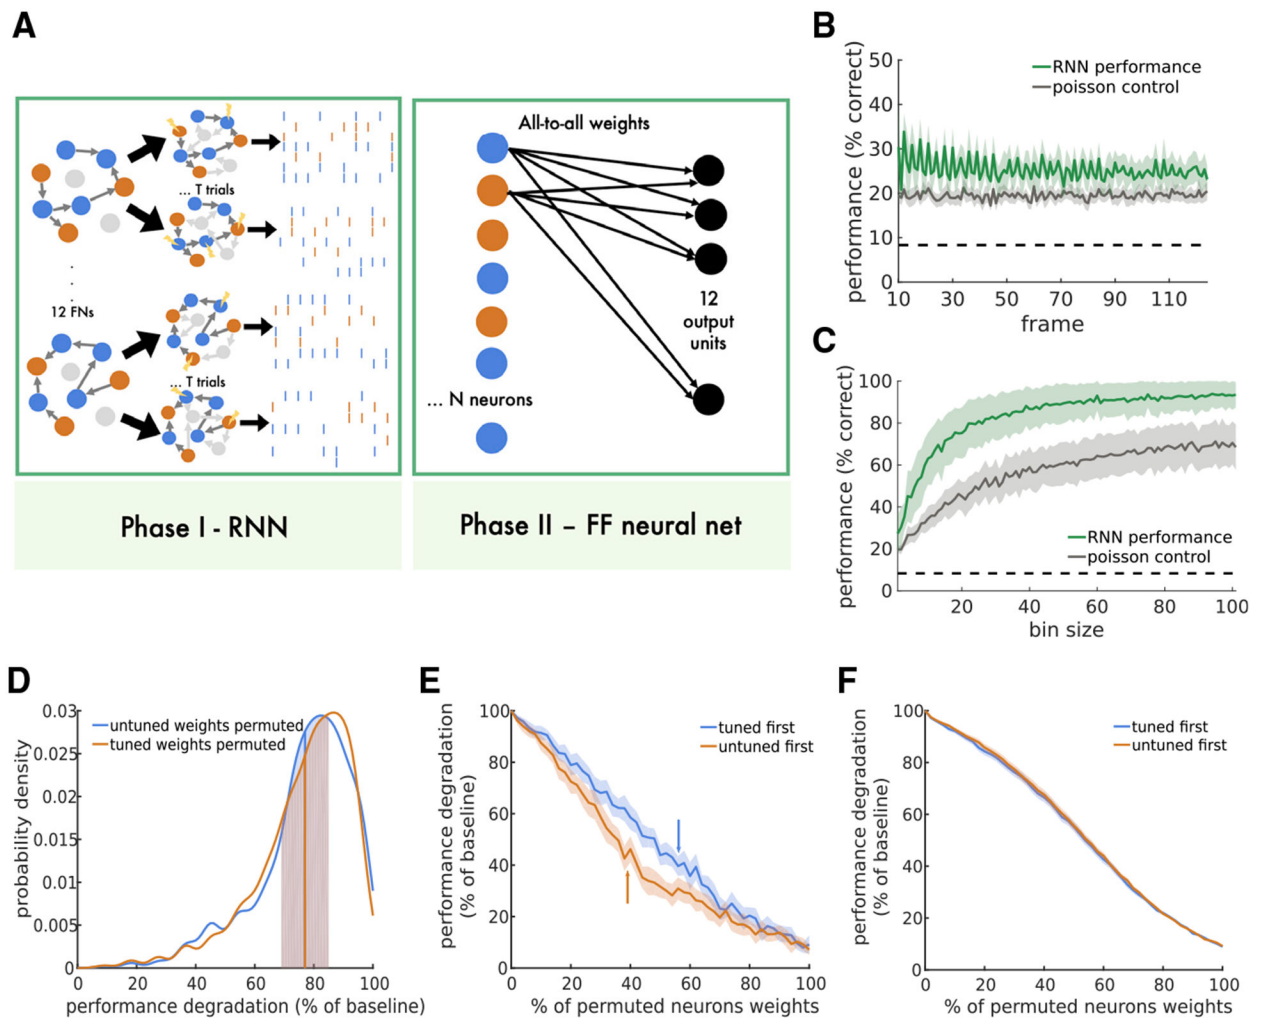 A
... T trials
12 FNs
... T trials
Phase I - RNN
All-to-all weights
12
output
units
... N neurons
Phase II – FF neural net
B
performance (% correct)
50
40
30
20
10
0
RNN performance
poisson control
10 30 50 70 90 110
frame
C
performance (% correct)
100
80
60
40
20
0
RNN performance
poisson control
20 40 60 80 100
bin size
D
probability density
0.03
0.025
0.02
0.015
0.01
0.005
0
untuned weights permuted
tuned weights permuted
0 20 40 60 80 100
performance degradation (% of baseline)
E
performance degradation
(% of baseline)
100
80
60
40
20
0
tuned first
untuned first
0 20 40 60 80 100
% of permuted neurons weights
F
performance degradation
(% of baseline)
100
80
60
40
20
0
tuned first
untuned first
0 20 40 60 80 100
% of permuted neurons weights